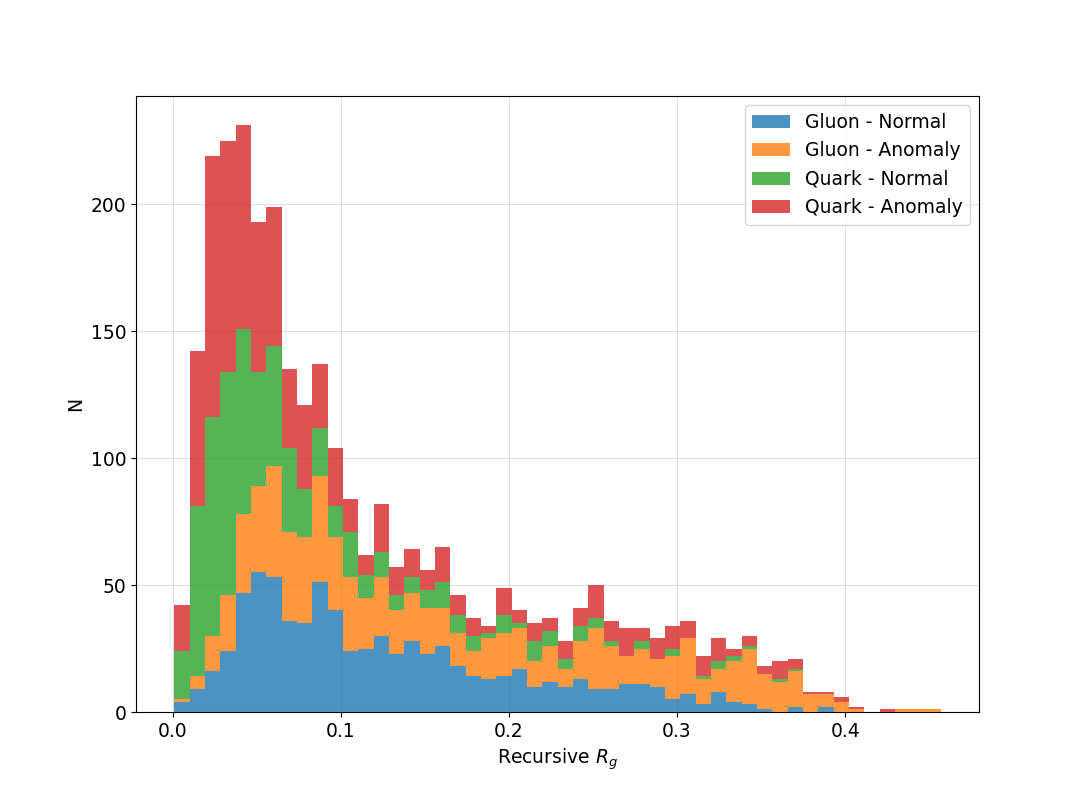 Gluon - Normal
Gluon - Anomaly
Quark - Normal
Quark - Anomaly
200
150
100
50
0
N
0.0 0.1 0.2 0.3 0.4
Recursive $R_g$